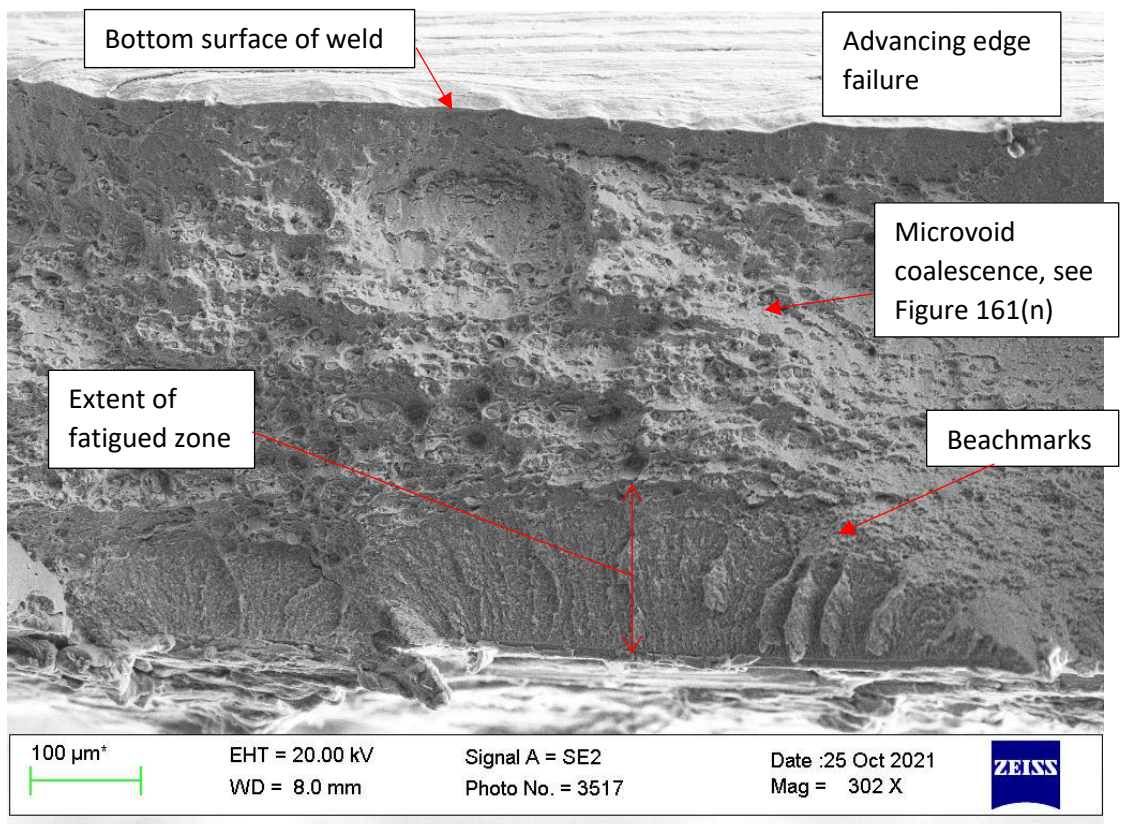 Bottom surface of weld
Advancing edge
failure
Microvoid
coalescence, see
Figure 161(n)
Extent of
fatigued zone
Beachmarks
100 µm*
EHT = 20.00 kV
Signal A = SE2
Date :25 Oct 2021
ZEISS
WD = 8.0 mm
Photo No. = 3517
Mag = 302 X